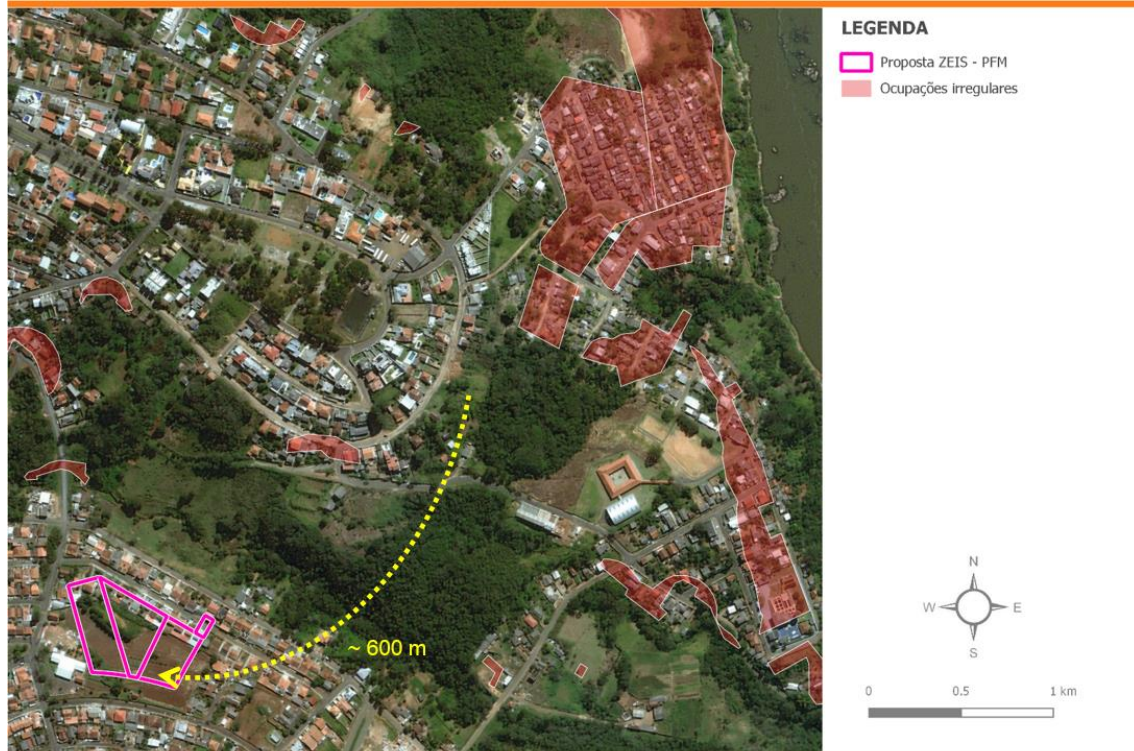 LEGENDA
Proposta ZEIS - PFM
Ocupações irregulares
~ 600 m
N
W
E
S
0
0.5
1 km